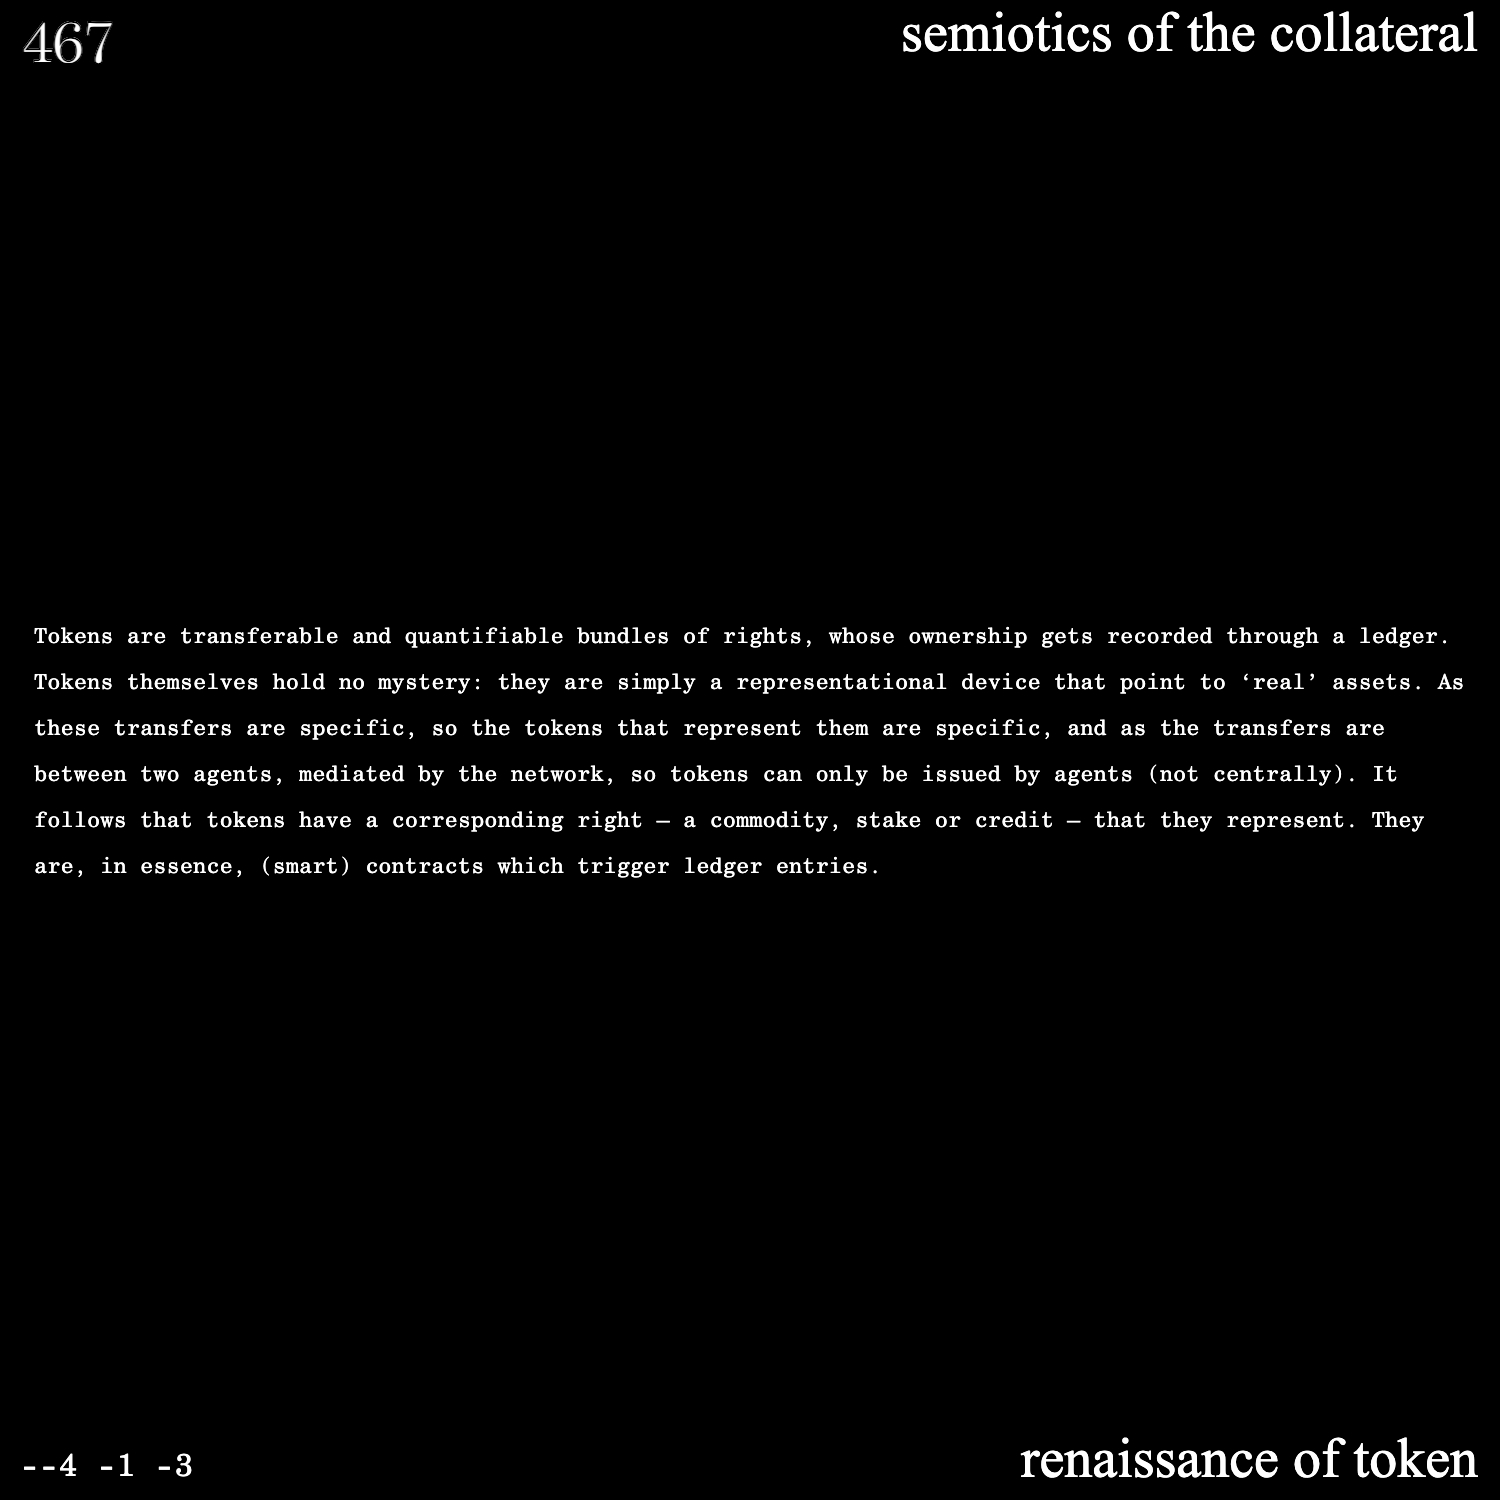 467
semiotics of the collateral
Tokens are transferable and quantifiable bundles of rights, whose ownership gets recorded through a ledger.
Tokens themselves hold no mystery: they are simply a representational device that point to ‘real’ assets. As
these transfers are specific, so the tokens that represent them are specific, and as the transfers are
between two agents, mediated by the network, so tokens can only be issued by agents (not centrally). It
follows that tokens have a corresponding right — a commodity, stake or credit — that they represent. They
are, in essence, (smart) contracts which trigger ledger entries.
--4 -1 -3
renaissance of token